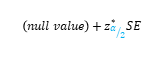 (null value) + z*α/2 SE